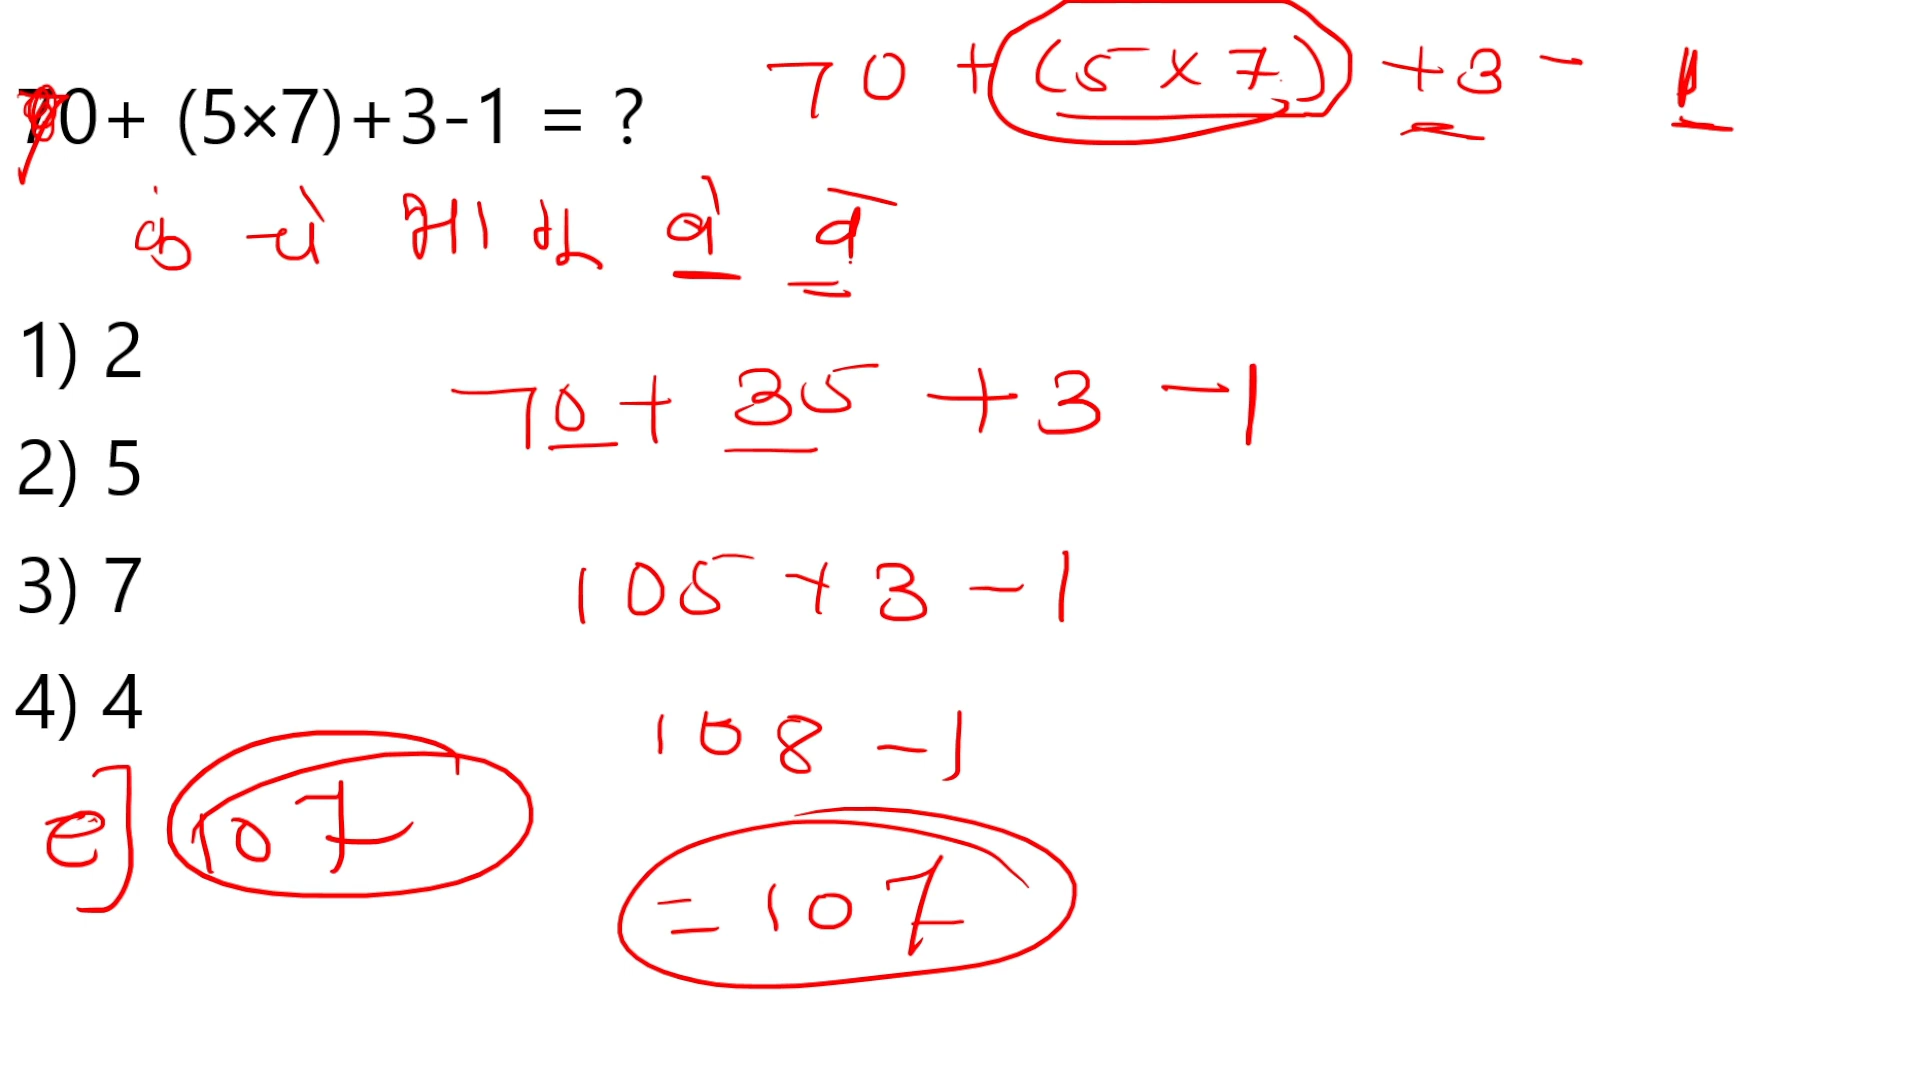 70+ (5×7)+3-1 = ?
70 + (5×7) + 3 - 1
कं चे भा गु बे व
1) 2
70 + 35 + 3 - 1
2) 5
105 + 3 - 1
3) 7
4) 4
108 - 1
e] 107
= 107